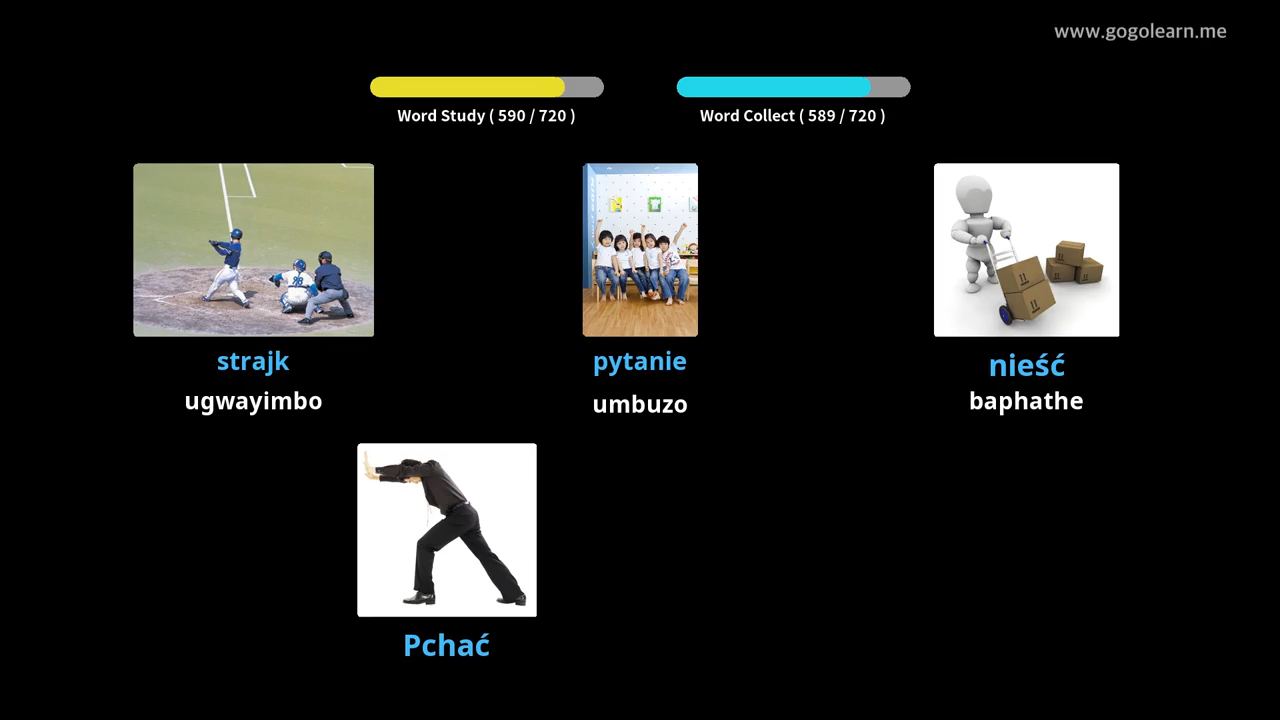 www.gogolearn.me
Word Study ( 590 / 720 )
Word Collect ( 589 / 720 )
strajk
pytanie
nieść
ugwayimbo
umbuzo
baphathe
Pchać